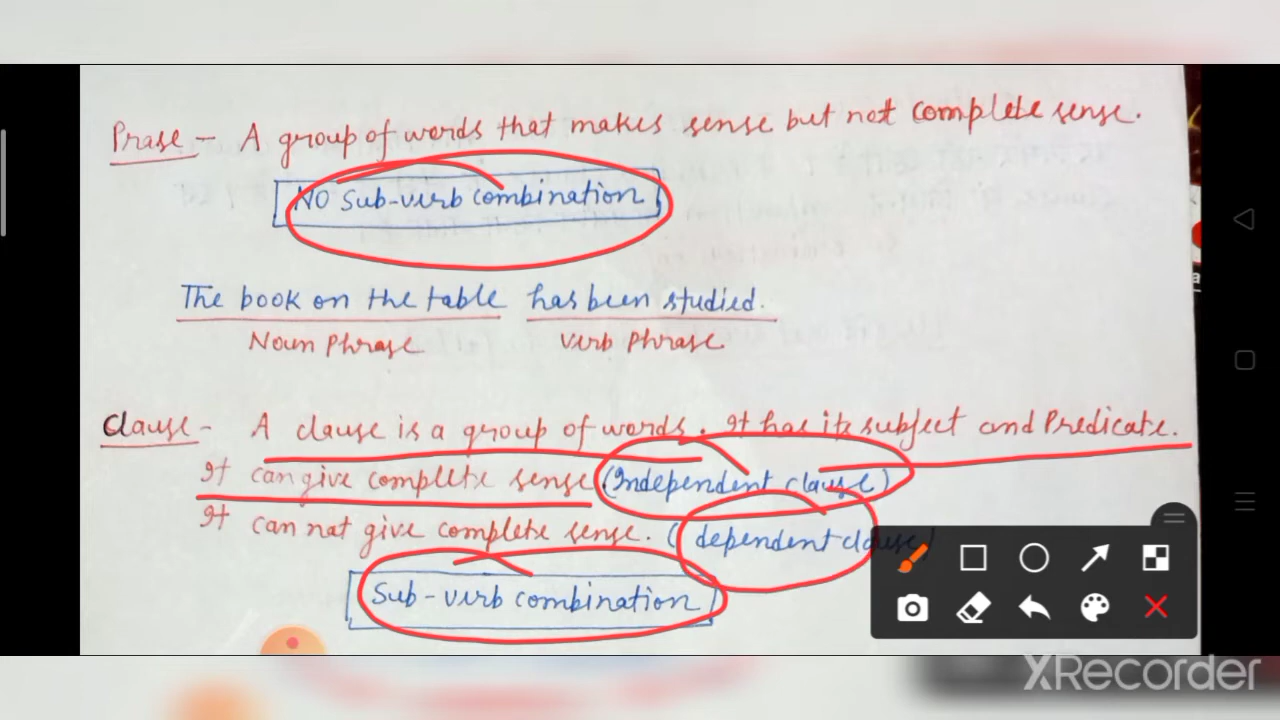 Prase - A group of words that makes sense but not complete sense.
NO Sub-verb combination
The book on the table has been studied.
Noun Phrase verb Phrase
Clause - A clause is a group of words. It has its subject and Predicate.
It can give complete sense (Independent clause)
It can not give complete sense. (dependent clause)
Sub-verb combination
XRecorder